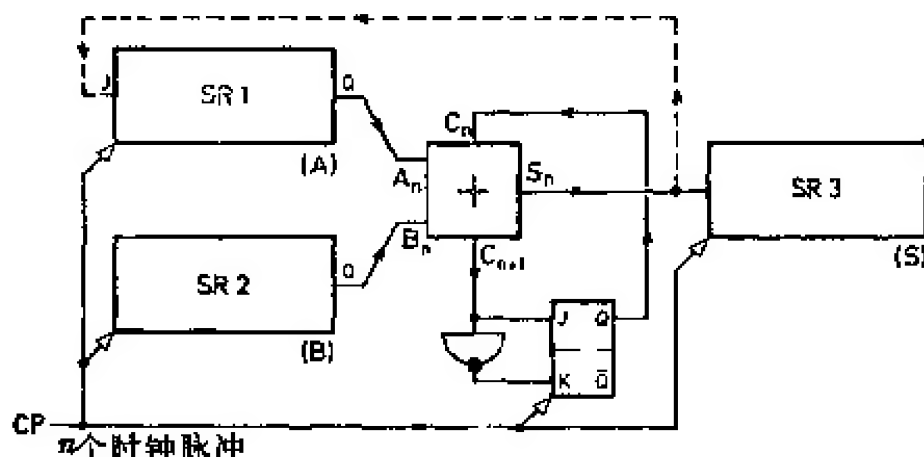 J
SR 1
Q
(A)
Cn
An
Sn
SR 3
(S)
Bn
Cn+1
SR 2
Q
(B)
J Q
K Q̄
CP
n个时钟脉冲